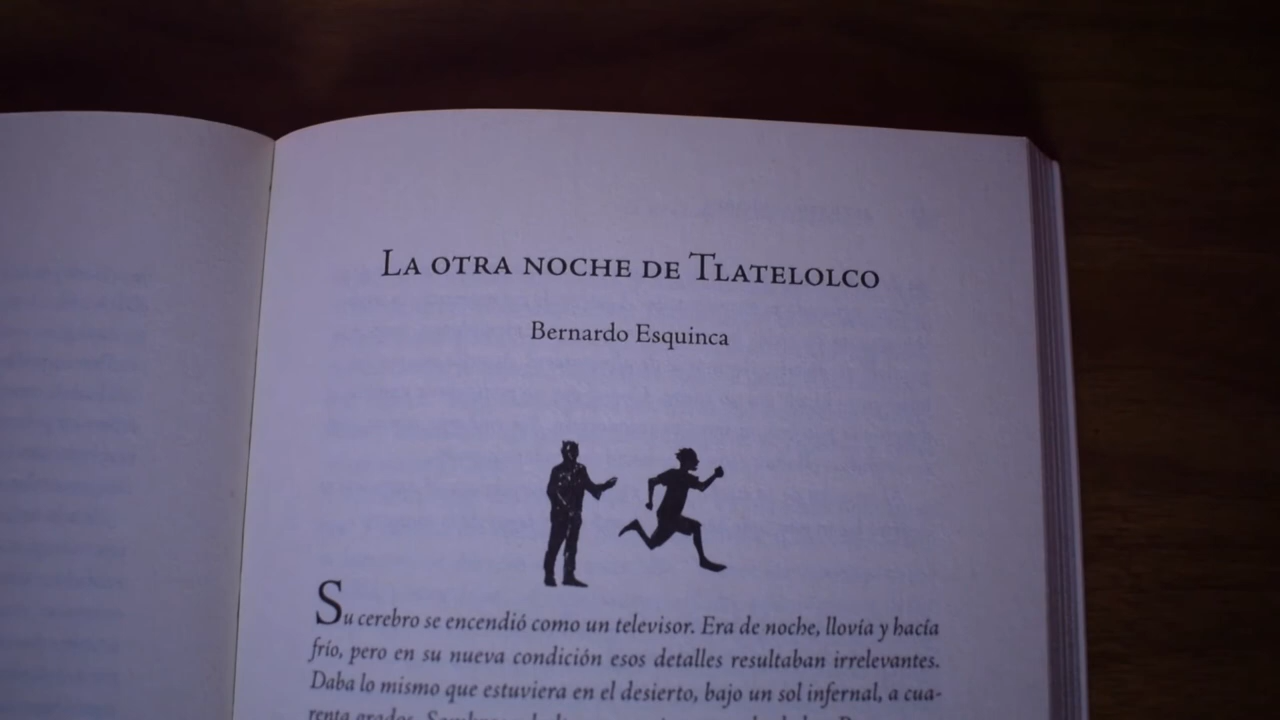 La otra noche de Tlatelolco
Bernardo Esquinca
Su cerebro se encendió como un televisor. Era de noche, llovía y hacía
frío, pero en su nueva condición esos detalles resultaban irrelevantes.
Daba lo mismo que estuviera en el desierto, bajo un sol infernal, a cua-